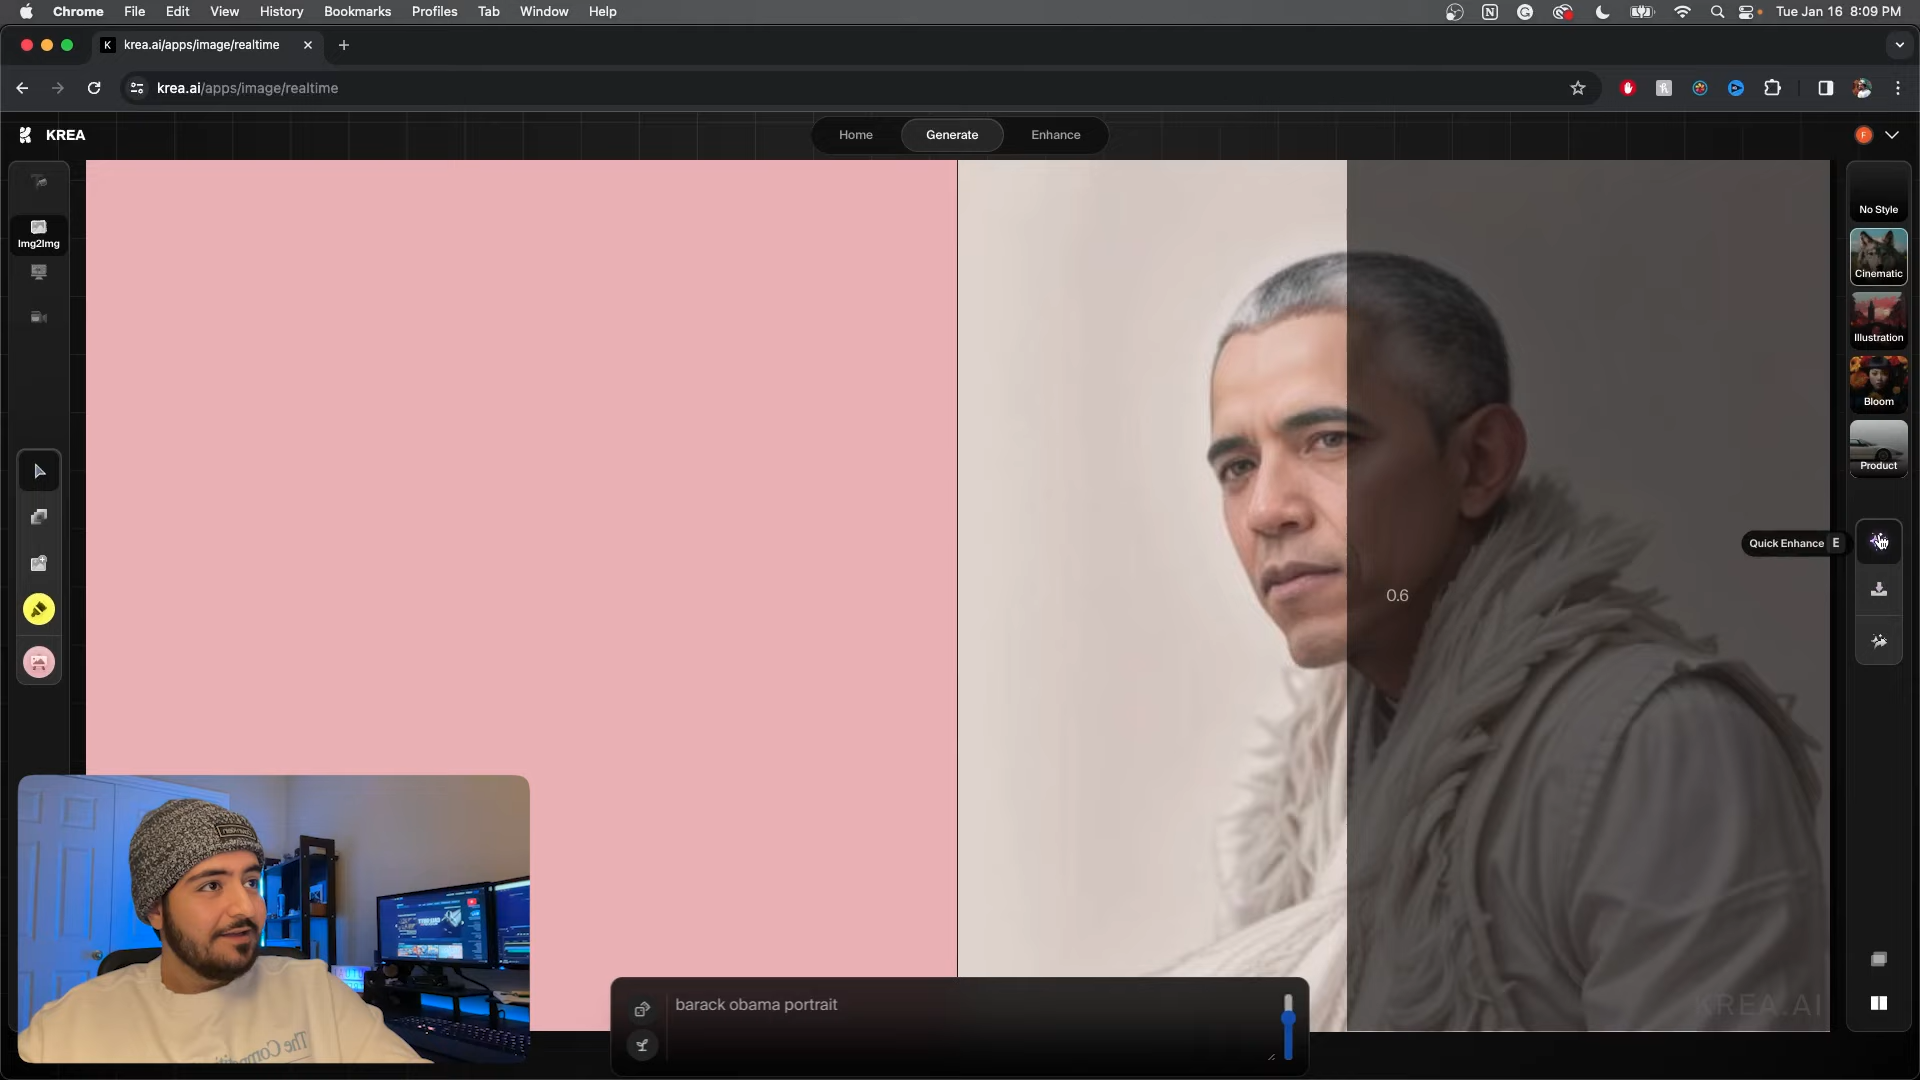 Chrome File Edit View History Bookmarks Profiles Tab Window Help
Tue Jan 16 8:09 PM
krea.ai/apps/image/realtime
krea.ai/apps/image/realtime
KREA
Home
Generate
Enhance
F
Img2Img
No Style
Cinematic
Illustration
Bloom
Product
Quick Enhance E
0.6
barack obama portrait
KREA.AI